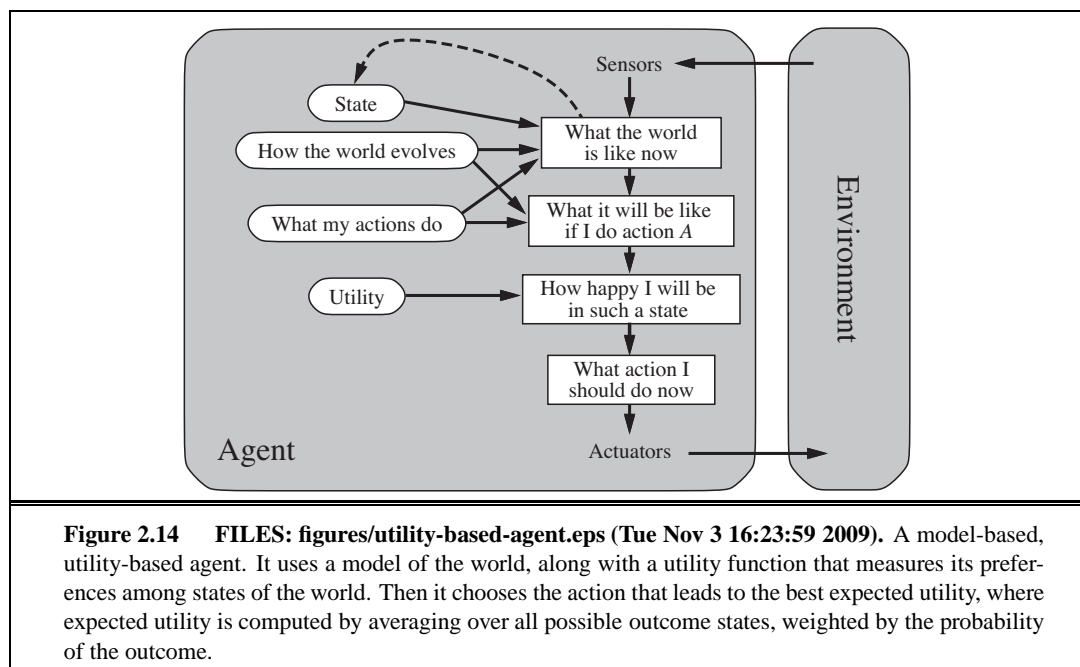 Sensors
State
What the world
is like now
How the world evolves
What it will be like
if I do action A
What my actions do
How happy I will be
in such a state
Utility
What action I
should do now
Agent
Actuators
Environment
Figure 2.14 FILES: figures/utility-based-agent.eps (Tue Nov 3 16:23:59 2009). A model-based,
utility-based agent. It uses a model of the world, along with a utility function that measures its prefer-
ences among states of the world. Then it chooses the action that leads to the best expected utility, where
expected utility is computed by averaging over all possible outcome states, weighted by the probability
of the outcome.